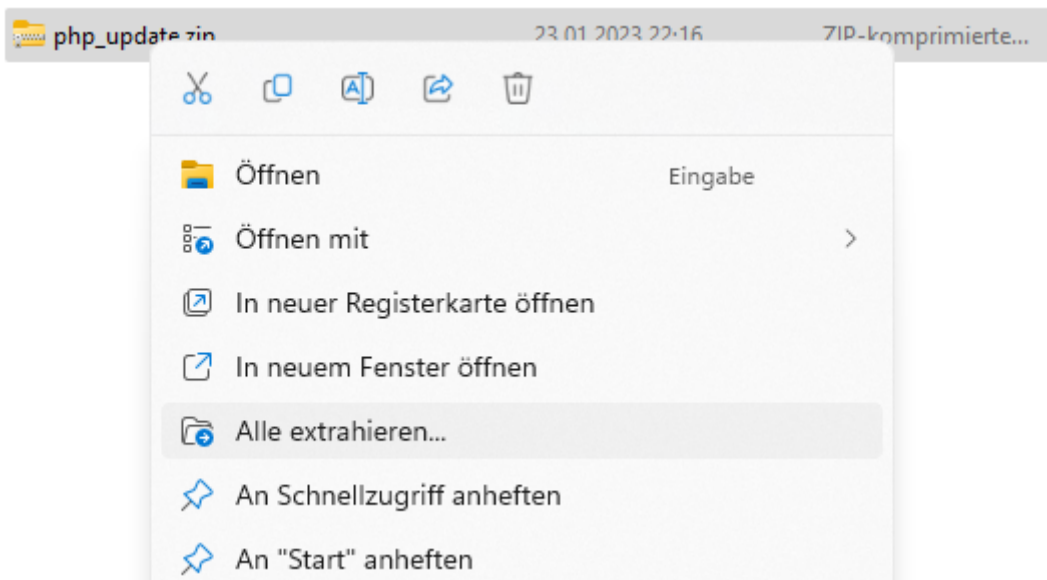 php_update.zip 23.01.2023 22:16 ZIP-komprimierte...
Öffnen Eingabe
Öffnen mit
In neuer Registerkarte öffnen
In neuem Fenster öffnen
Alle extrahieren...
An Schnellzugriff anheften
An "Start" anheften